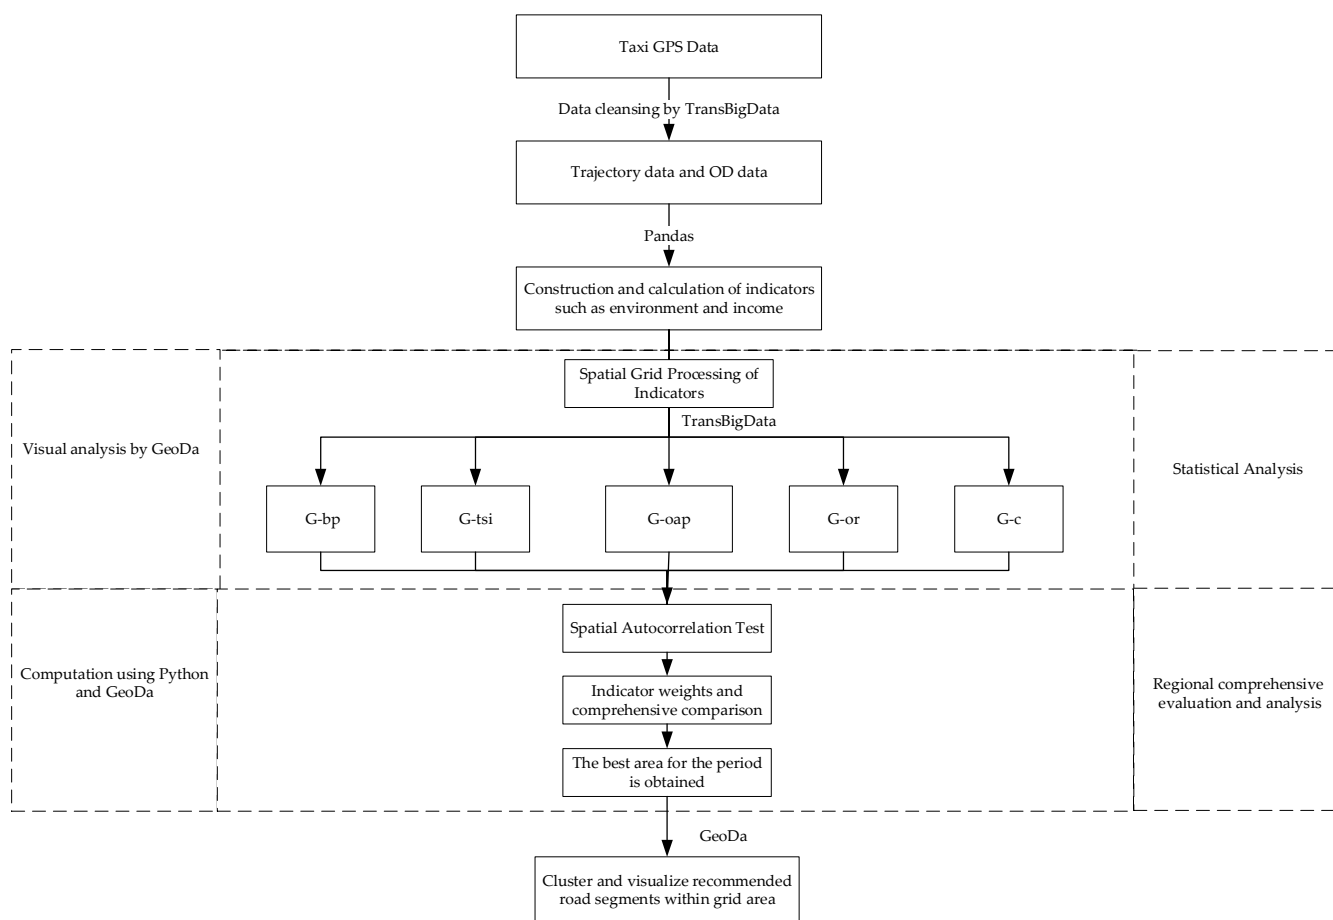 Taxi GPS Data
Data cleansing by TransBigData
Trajectory data and OD data
Pandas
Construction and calculation of indicators
such as environment and income
Spatial Grid Processing of
Indicators
TransBigData
Visual analysis by GeoDa
Statistical Analysis
G-bp
G-tsi
G-oap
G-or
G-c
Spatial Autocorrelation Test
Computation using Python
and GeoDa
Indicator weights and
comprehensive comparison
Regional comprehensive
evaluation and analysis
The best area for the period
is obtained
GeoDa
Cluster and visualize recommended
road segments within grid area